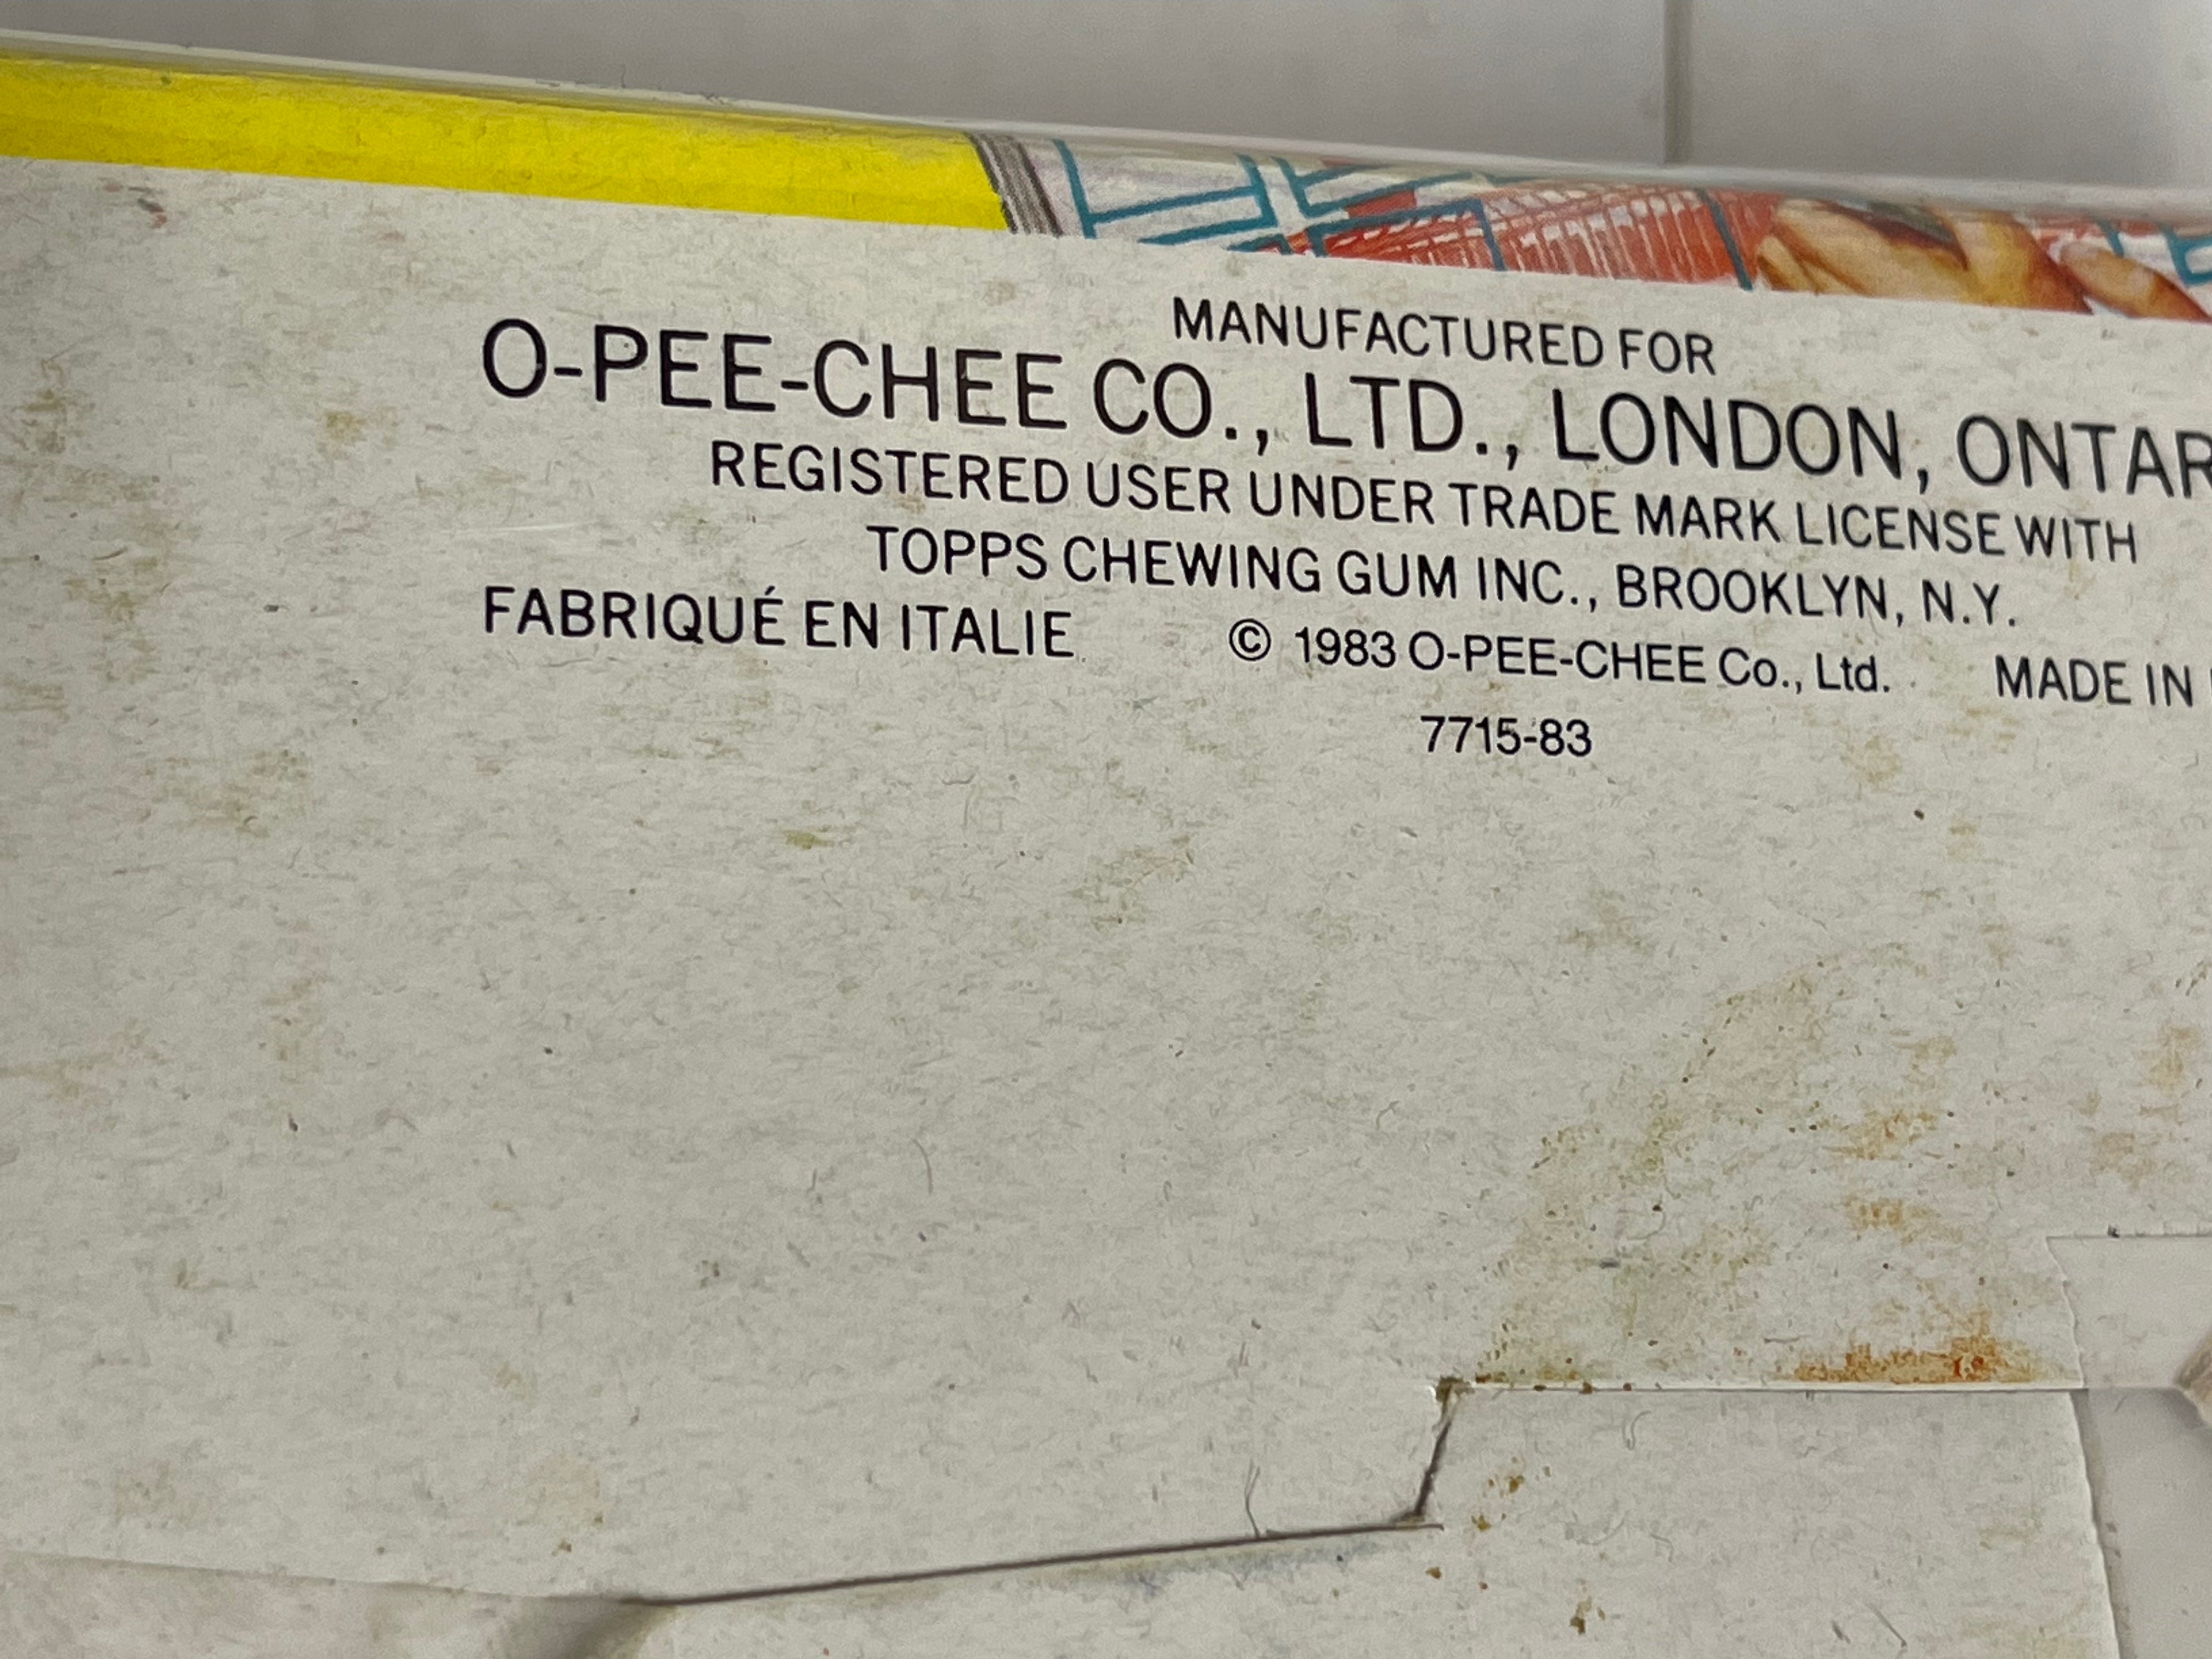 MANUFACTURED FOR
O-PEE-CHEE CO., LTD., LONDON, ONTAR
REGISTERED USER UNDER TRADE MARK LICENSE WITH
TOPPS CHEWING GUM INC., BROOKLYN, N.Y.
FABRIQUÉ EN ITALIE © 1983 O-PEE-CHEE Co., Ltd. MADE IN
7715-83